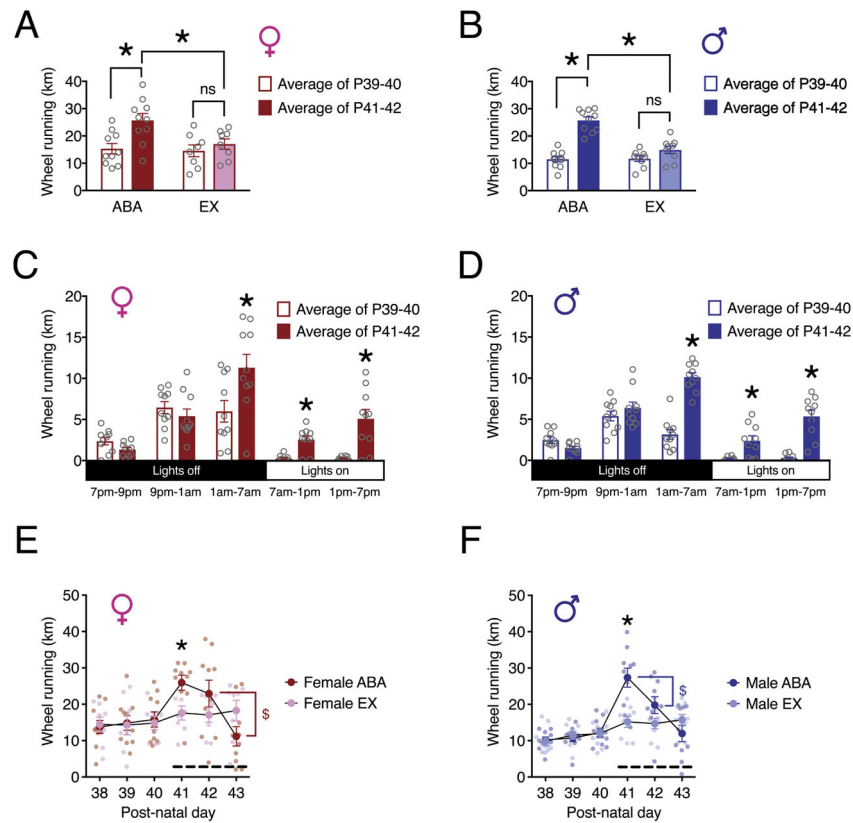 A
*
*
♀
Wheel running (km)
40
30
20
10
0
ns
Average of P39-40
Average of P41-42
ABA
EX
B
*
*
♂
Wheel running (km)
40
30
20
10
0
ns
Average of P39-40
Average of P41-42
ABA
EX
C
♀
Wheel running (km)
20
15
10
5
0
*
*
*
Average of P39-40
Average of P41-42
Lights off
Lights on
7pm-9pm
9pm-1am
1am-7am
7am-1pm
1pm-7pm
D
♂
Wheel running (km)
20
15
10
5
0
*
*
*
Average of P39-40
Average of P41-42
Lights off
Lights on
7pm-9pm
9pm-1am
1am-7am
7am-1pm
1pm-7pm
E
♀
Wheel running (km)
50
40
30
20
10
0
*
$
Female ABA
Female EX
38
39
40
41
42
43
Post-natal day
F
♂
Wheel running (km)
50
40
30
20
10
0
*
$
Male ABA
Male EX
38
39
40
41
42
43
Post-natal day